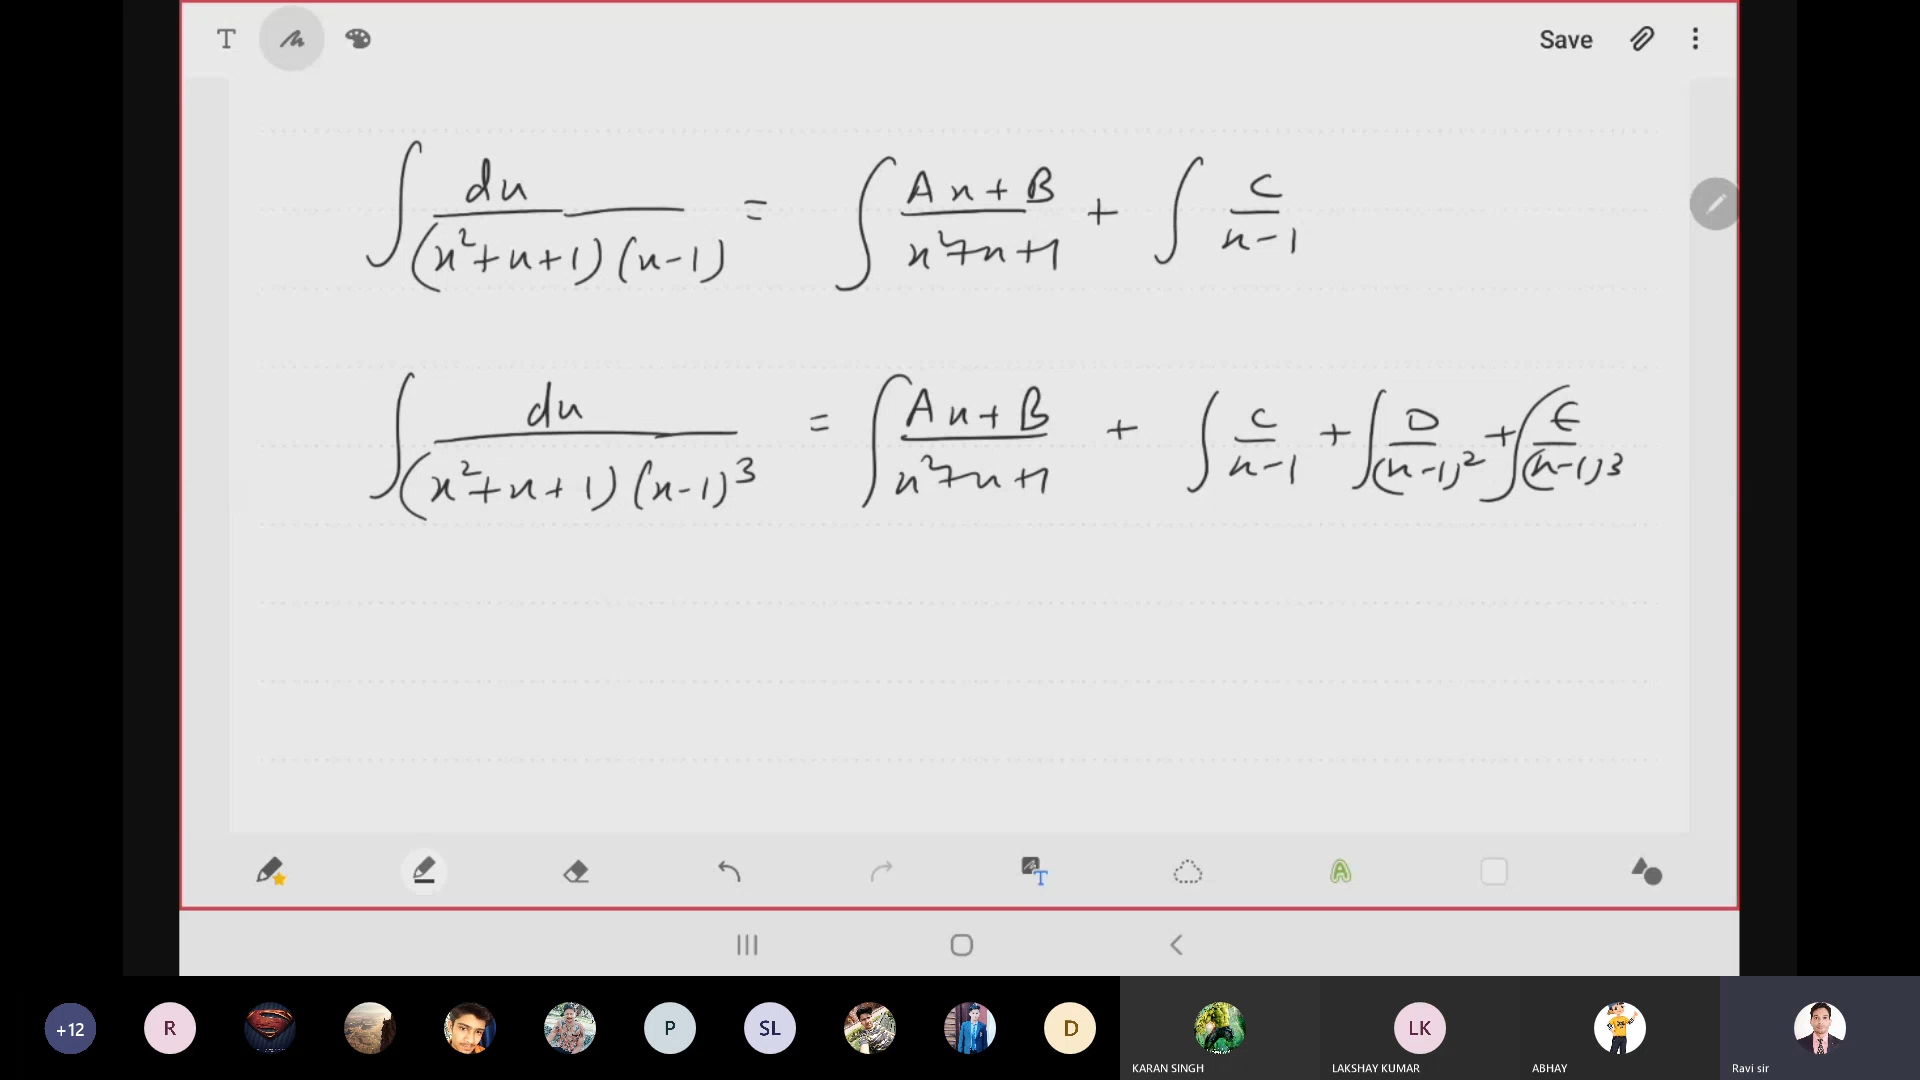 T Save
∫ dx / (x²+x+1)(x-1) = ∫ Ax+B / x²+x+1 + ∫ C / x-1
∫ dx / (x²+x+1)(x-1)³ = ∫ Ax+B / x²+x+1 + ∫ C / x-1 + ∫ D / (x-1)² + ∫ E / (x-1)³
T A
+12 R P SL D LK
KARAN SINGH LAKSHAY KUMAR ABHAY Ravi sir